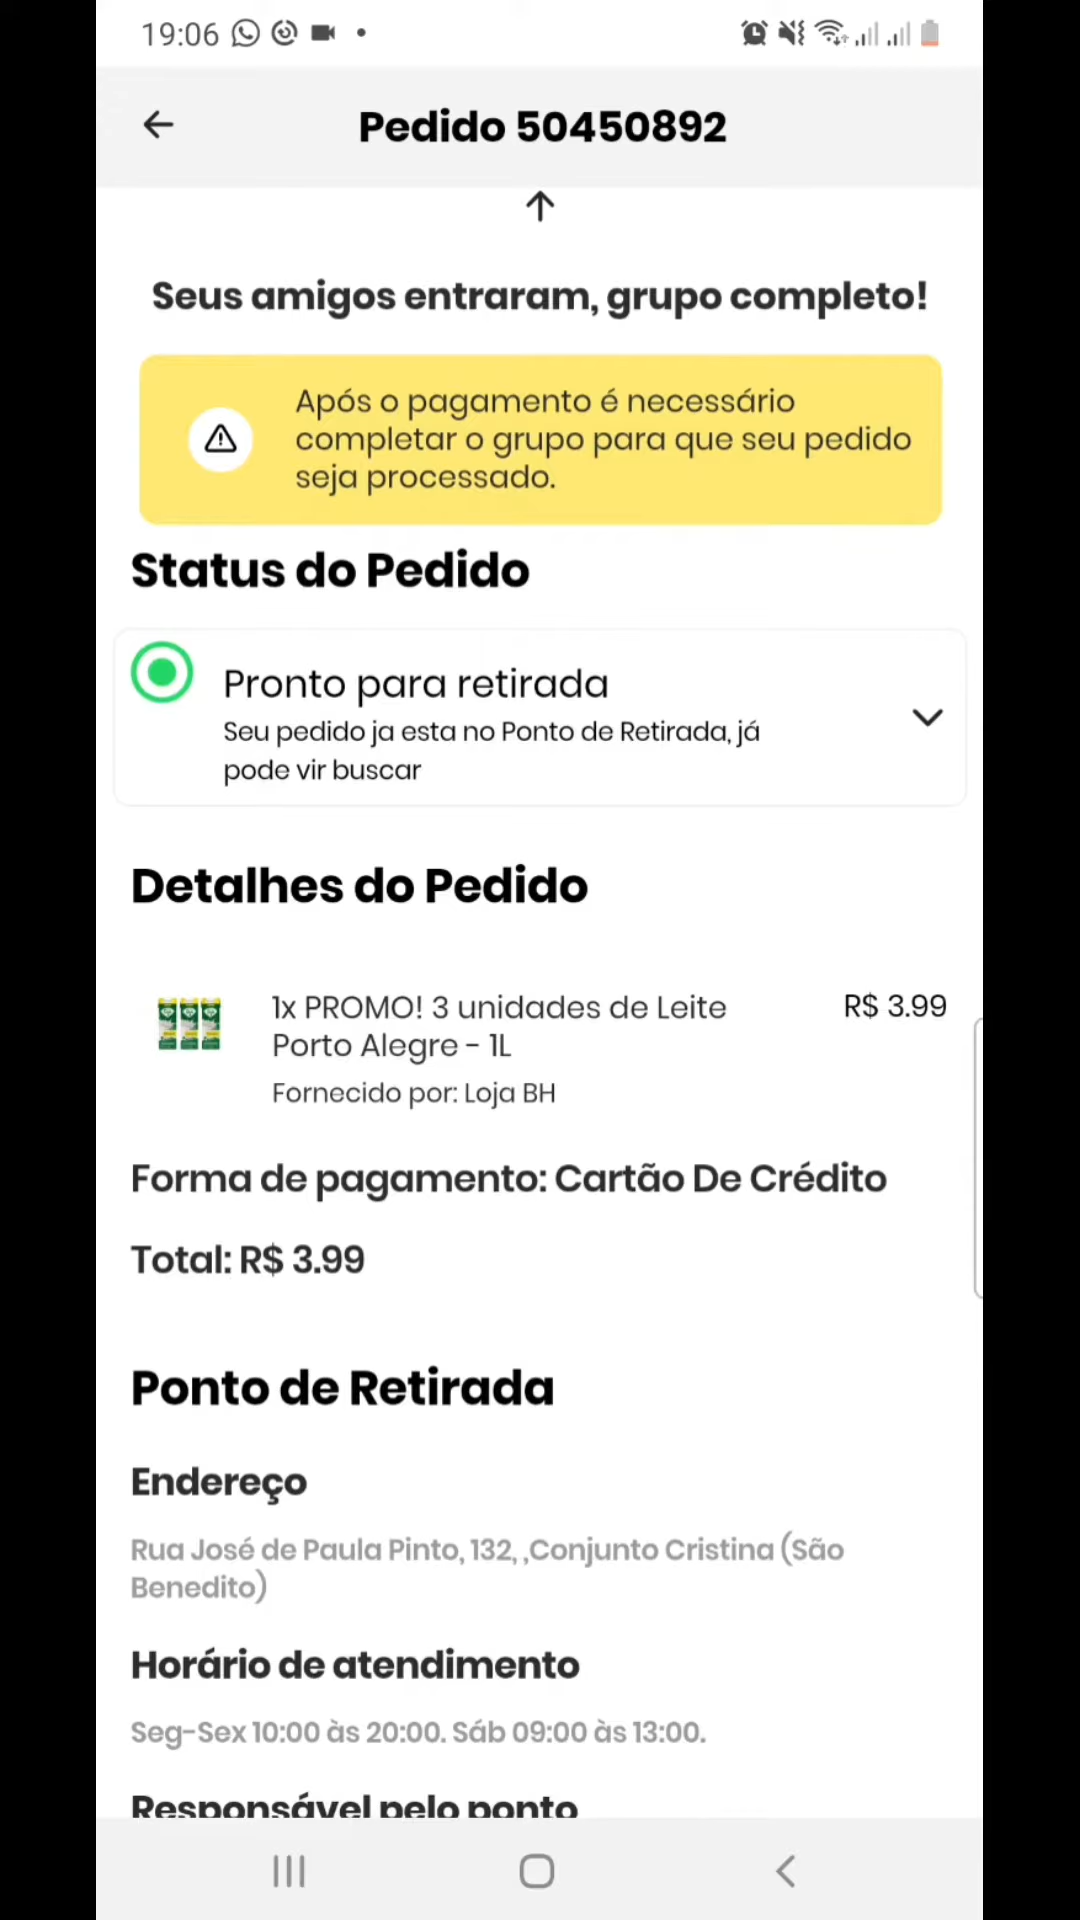 19:06
Pedido 50450892
Seus amigos entraram, grupo completo!
Após o pagamento é necessário
completar o grupo para que seu pedido
seja processado.
Status do Pedido
Pronto para retirada
Seu pedido ja esta no Ponto de Retirada, já
pode vir buscar
Detalhes do Pedido
1x PROMO! 3 unidades de Leite
Porto Alegre - 1L
R$ 3.99
Fornecido por: Loja BH
Forma de pagamento: Cartão De Crédito
Total: R$ 3.99
Ponto de Retirada
Endereço
Rua José de Paula Pinto, 132, ,Conjunto Cristina (São
Benedito)
Horário de atendimento
Seg-Sex 10:00 às 20:00. Sáb 09:00 às 13:00.
Responsável pelo ponto